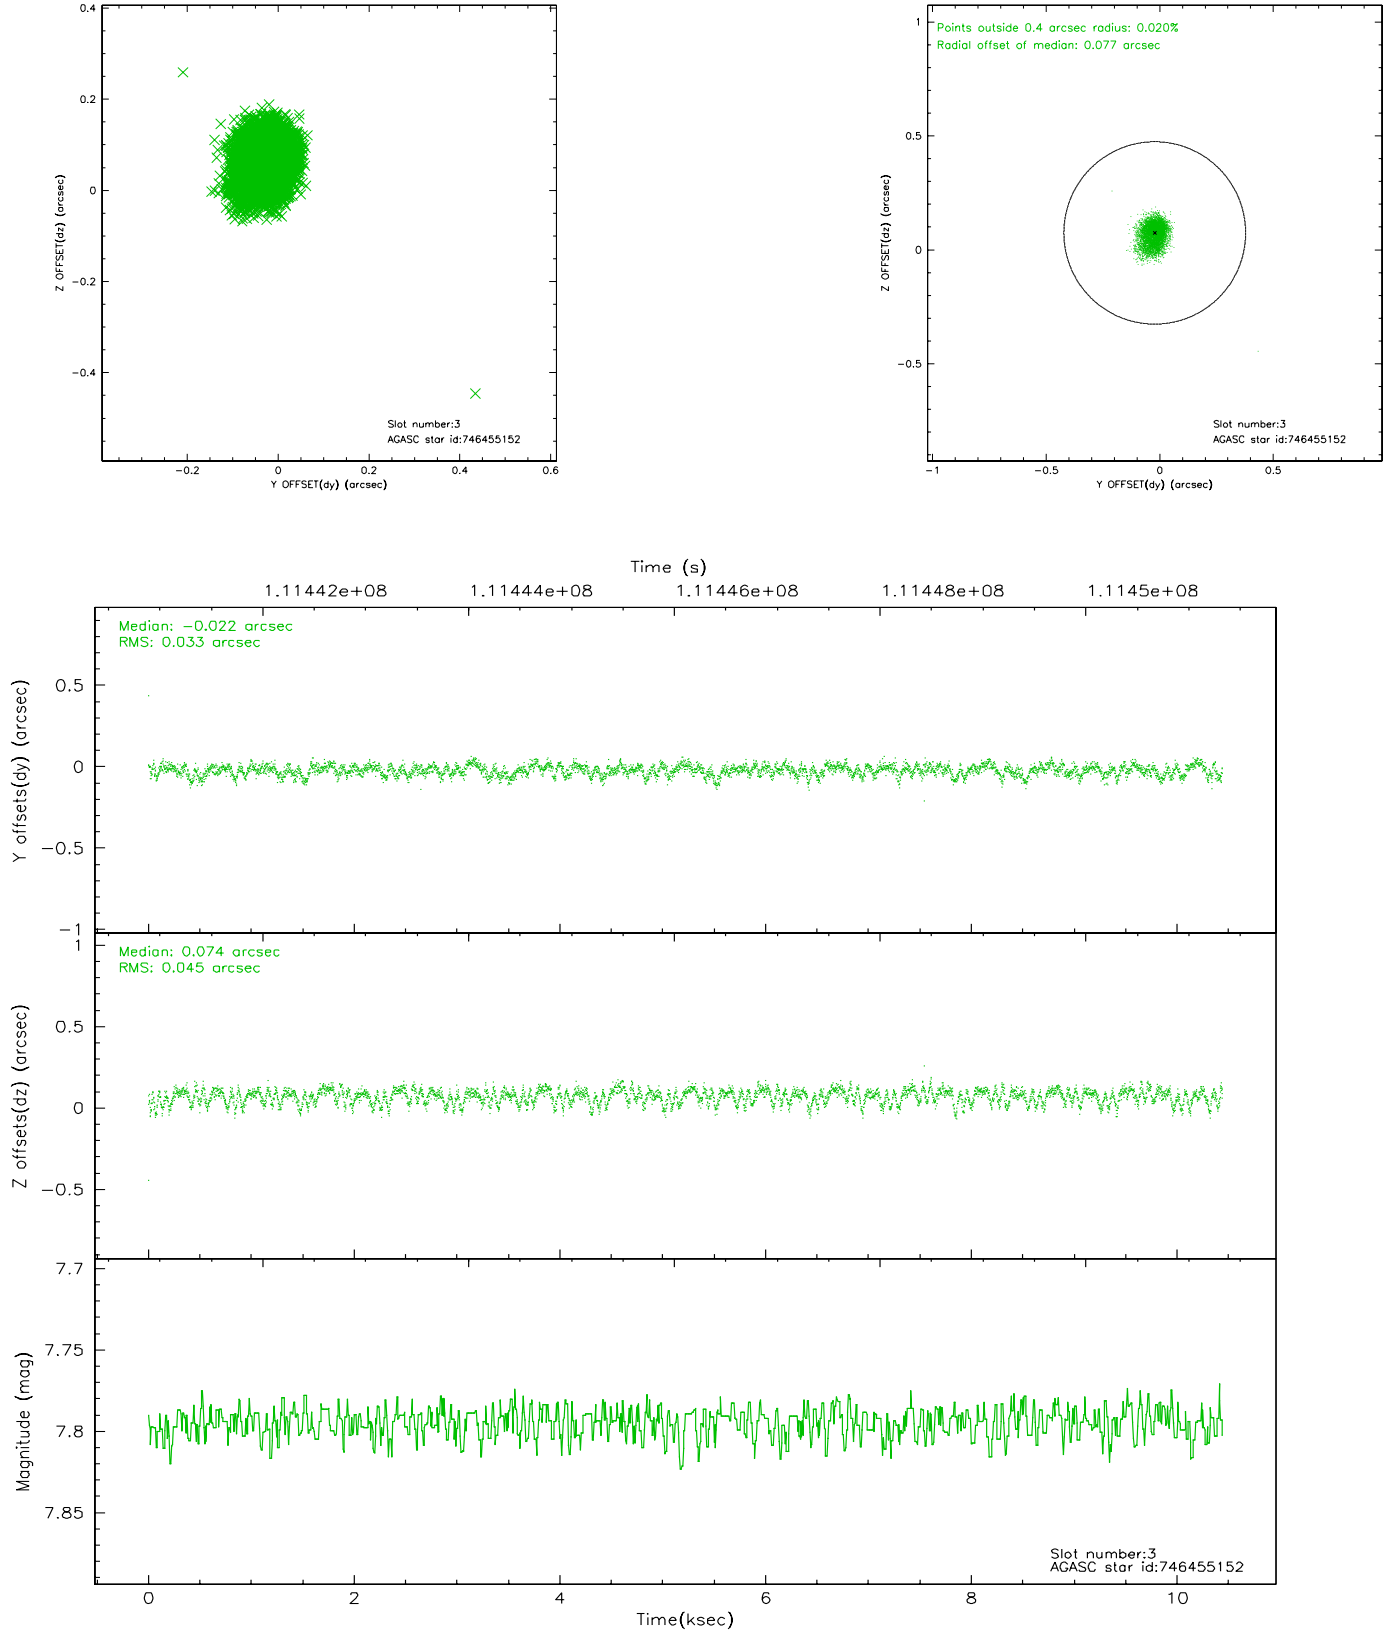 0.4
0.2
0
−0.2
−0.4
Z OFFSET(dz) (arcsec)
Slot number:3
AGASC star id:746455152
−0.2 0 0.2 0.4 0.6
Y OFFSET(dy) (arcsec)
Points outside 0.4 arcsec radius: 0.020%
Radial offset of median: 0.077 arcsec
1
0.5
0
−0.5
Z OFFSET(dz) (arcsec)
Slot number:3
AGASC star id:746455152
−1 −0.5 0 0.5
Y OFFSET(dy) (arcsec)
Time (s)
1.11442e+08 1.11444e+08 1.11446e+08 1.11448e+08 1.1145e+08
Median: −0.022 arcsec
RMS: 0.033 arcsec
0.5
0
−0.5
−1
Y offsets(dy) (arcsec)
Median: 0.074 arcsec
RMS: 0.045 arcsec
1
0.5
0
−0.5
Z offsets(dz) (arcsec)
7.7
7.75
7.8
7.85
Magnitude (mag)
Slot number:3
AGASC star id:746455152
0 2 4 6 8 10
Time(ksec)